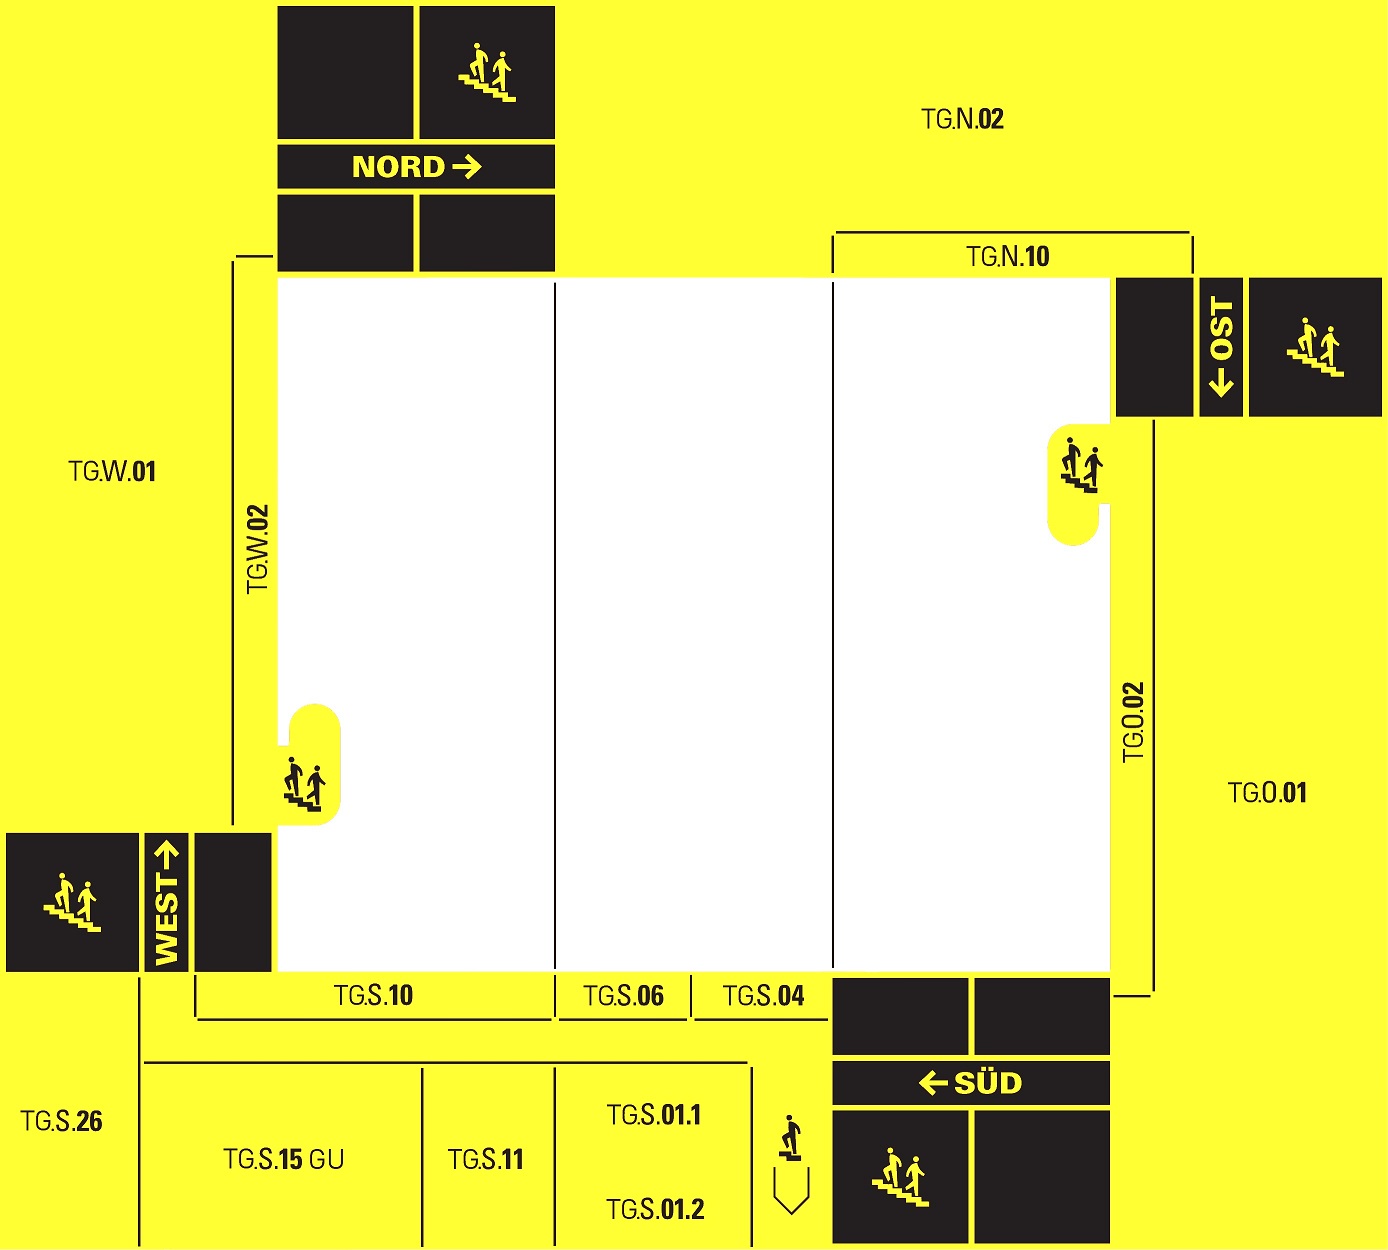 TG.N.02
NORD →
TG.N.10
← OST
TG.W.01
TG.W.02
TG.O.02
TG.O.01
WEST →
TG.S.10
TG.S.06
TG.S.04
← SÜD
TG.S.26
TG.S.15 GU
TG.S.11
TG.S.01.1
TG.S.01.2